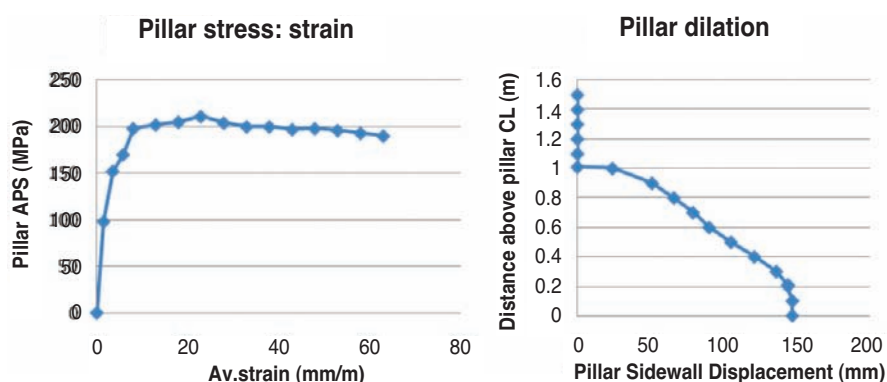 Pillar stress: strain
Pillar APS (MPa)
250
200
150
100
50
0
0 20 40 60 80
Av.strain (mm/m)
Pillar dilation
Distance above pillar CL (m)
1.6
1.4
1.2
1
0.8
0.6
0.4
0.2
0
0 50 100 150 200
Pillar Sidewall Displacement (mm)